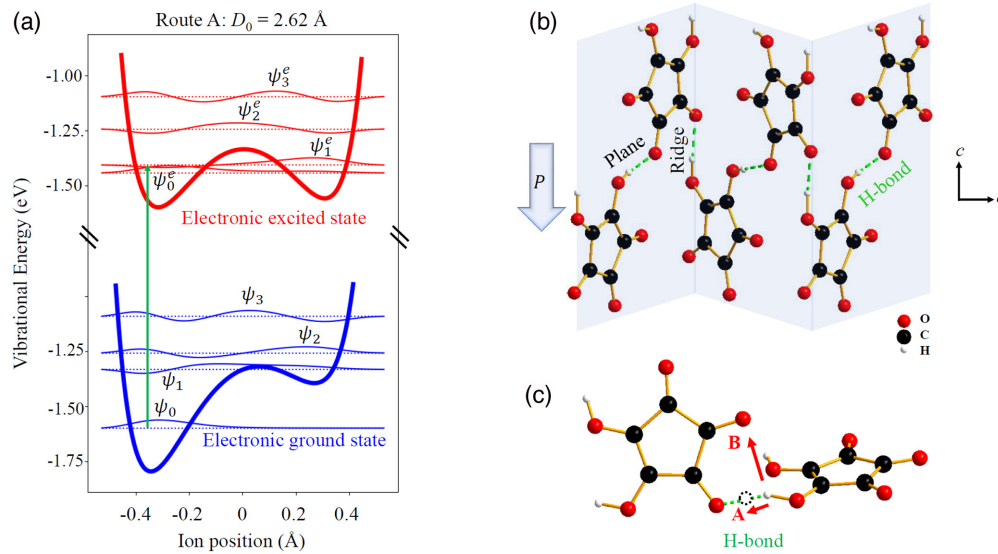 (a)
Route A: D₀ = 2.62 Å
Vibrational Energy (eV)
-1.00
-1.25
-1.50
ψ₃ᵉ
ψ₂ᵉ
ψ₁ᵉ
ψ₀ᵉ
Electronic excited state
-1.25
-1.50
-1.75
ψ₃
ψ₂
ψ₁
ψ₀
Electronic ground state
-0.4 -0.2 0 0.2 0.4
Ion position (Å)
(b)
P
Plane
Ridge
H-bond
c
O
C
H
(c)
B
A
H-bond